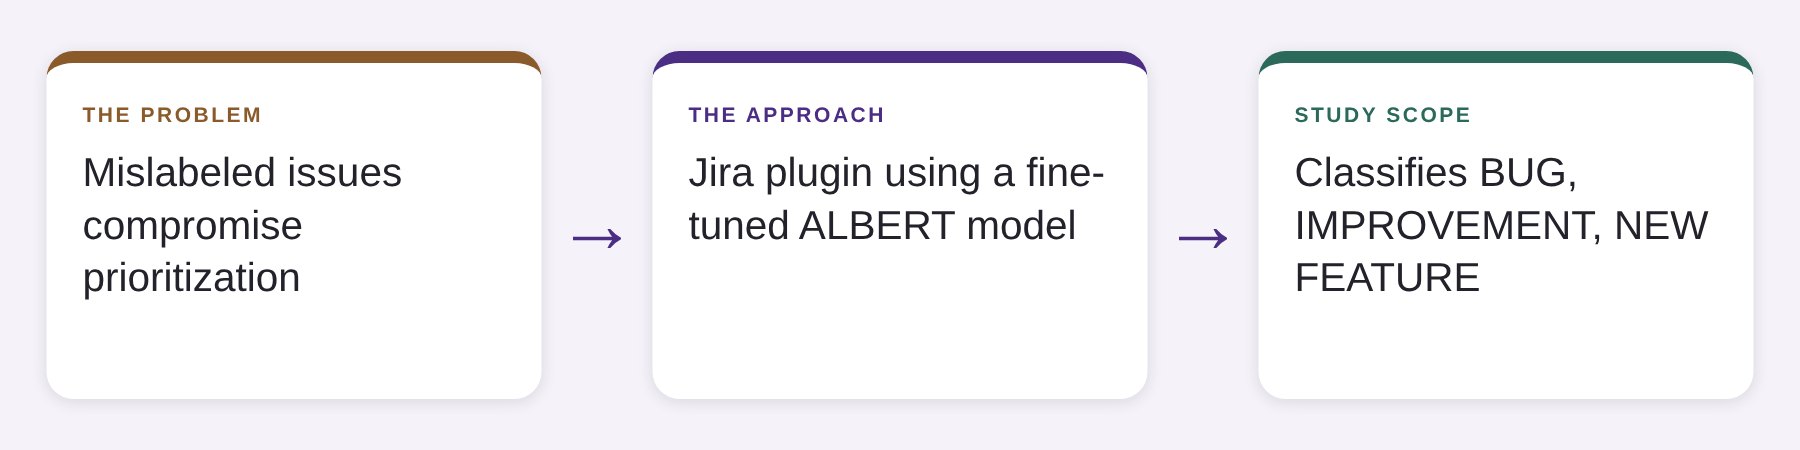 THE PROBLEM
Mislabeled issues
compromise
prioritization
→
THE APPROACH
Jira plugin using a fine-
tuned ALBERT model
→
STUDY SCOPE
Classifies BUG,
IMPROVEMENT, NEW
FEATURE